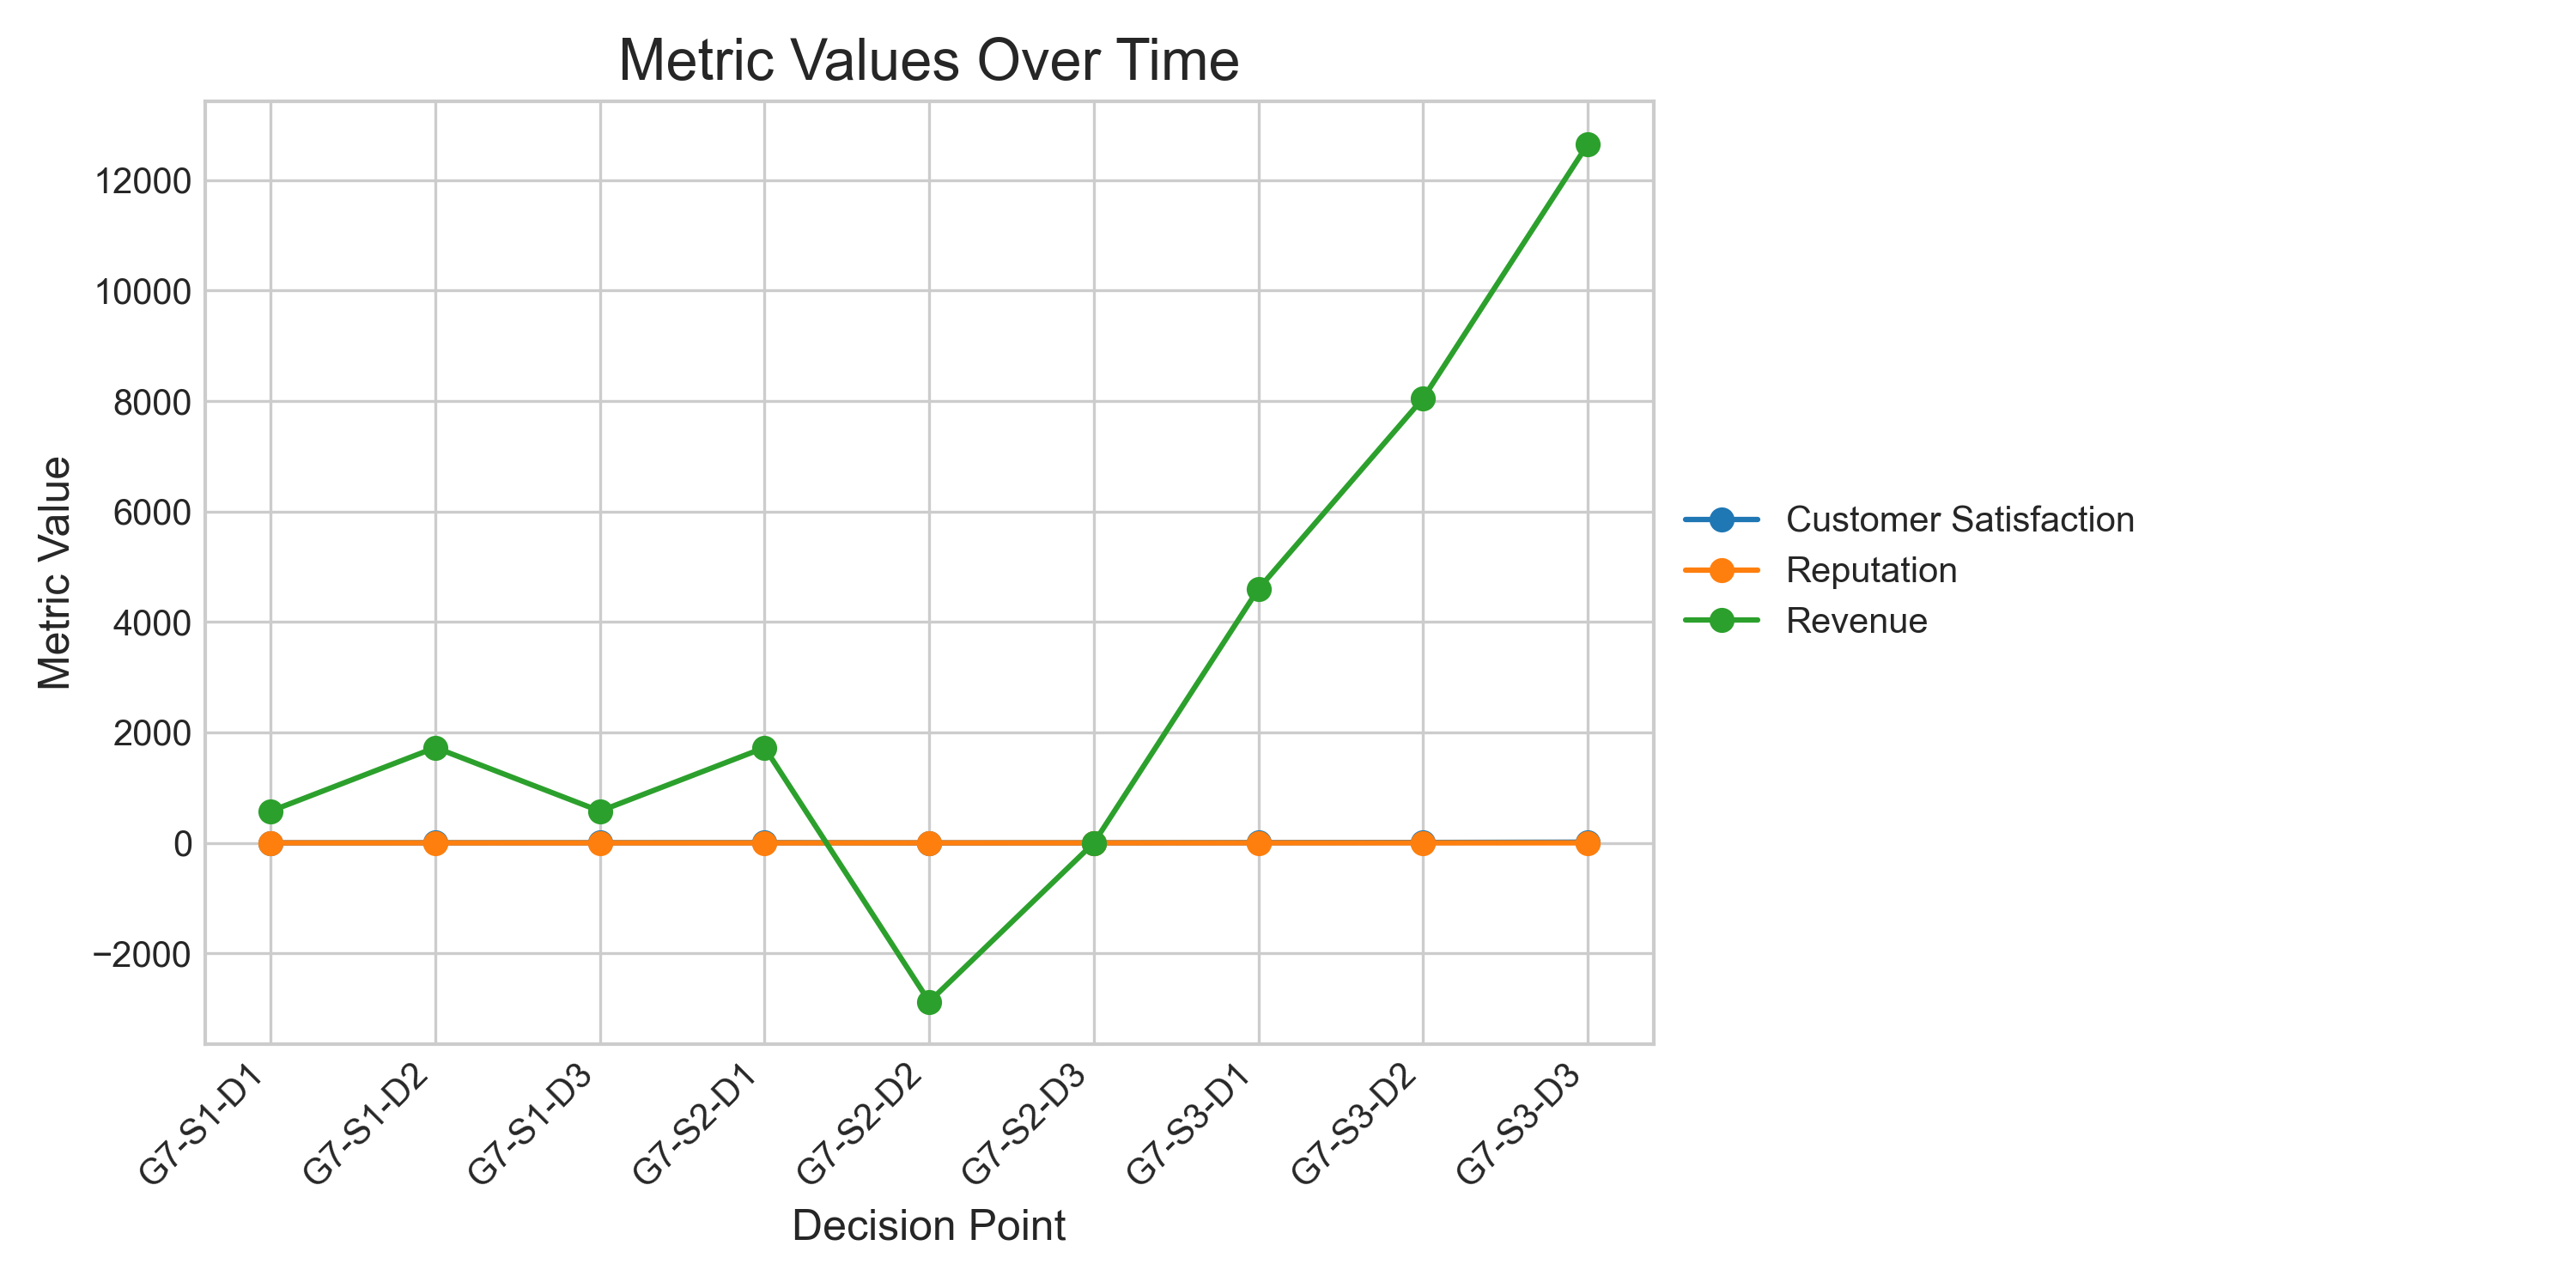 Metric Values Over Time
Metric Value
12000
10000
8000
6000
4000
2000
0
−2000
G7-S1-D1
G7-S1-D2
G7-S1-D3
G7-S2-D1
G7-S2-D2
G7-S2-D3
G7-S3-D1
G7-S3-D2
G7-S3-D3
Decision Point
Customer Satisfaction
Reputation
Revenue